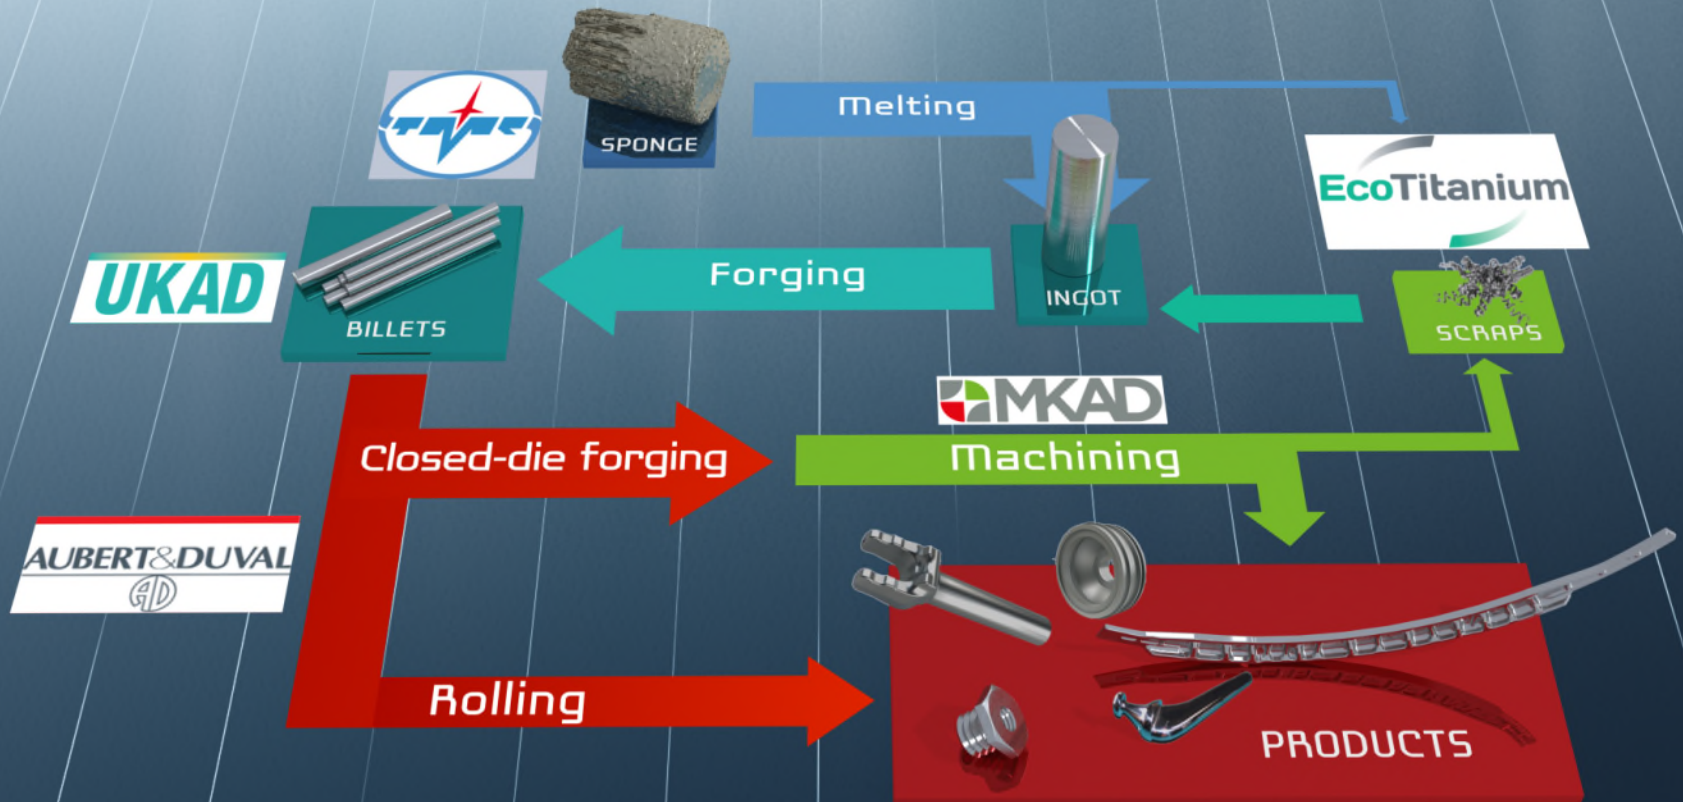 SPONGE
Melting
EcoTitanium
UKAD
BILLETS
Forging
INGOT
SCRAPS
MKAD
Closed-die forging
Machining
AUBERT&DUVAL
AD
Rolling
PRODUCTS